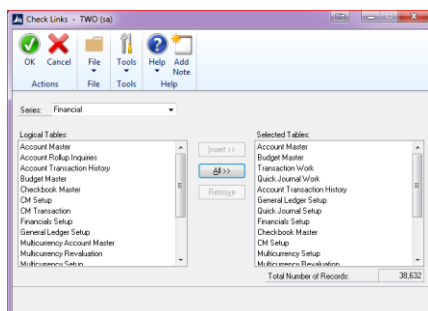 Check Links - TWO (sa)
OK Cancel File Tools Help Add Note
Actions File Tools Help
Series: Financial
Logical Tables:
Account Master
Account Rollup Inquiries
Account Transaction History
Budget Master
Checkbook Master
CM Setup
CM Transaction
Financials Setup
General Ledger Setup
Multicurrency Account Master
Multicurrency Revaluation
Multicurrency Setup
Insert >>
All >>
Remove
Selected Tables:
Account Master
Budget Master
Transaction Work
Quick Journal Work
Account Transaction History
General Ledger Setup
Quick Journal Setup
Financials Setup
Checkbook Master
CM Setup
Multicurrency Setup
Multicurrency Revaluation
Total Number of Records: 38,632